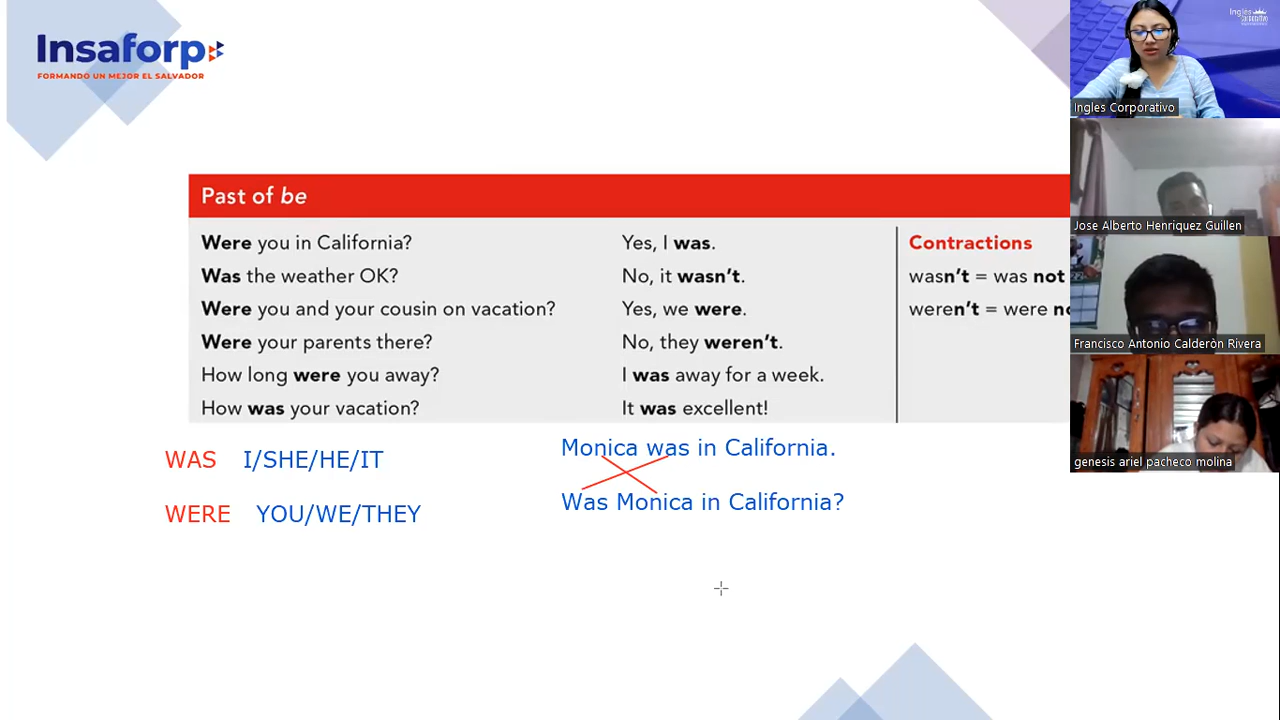 Insaforp
FORMANDO UN MEJOR EL SALVADOR
Past of be
Were you in California? Yes, I was.
Was the weather OK? No, it wasn't.
Were you and your cousin on vacation? Yes, we were.
Were your parents there? No, they weren't.
How long were you away? I was away for a week.
How was your vacation? It was excellent!
Contractions
wasn't = was not
weren't = were no
WAS I/SHE/HE/IT
WERE YOU/WE/THEY
Monica was in California.
Was Monica in California?
Ingles Corporativo
Jose Alberto Henriquez Guillen
Francisco Antonio Calderòn Rivera
genesis ariel pacheco molina